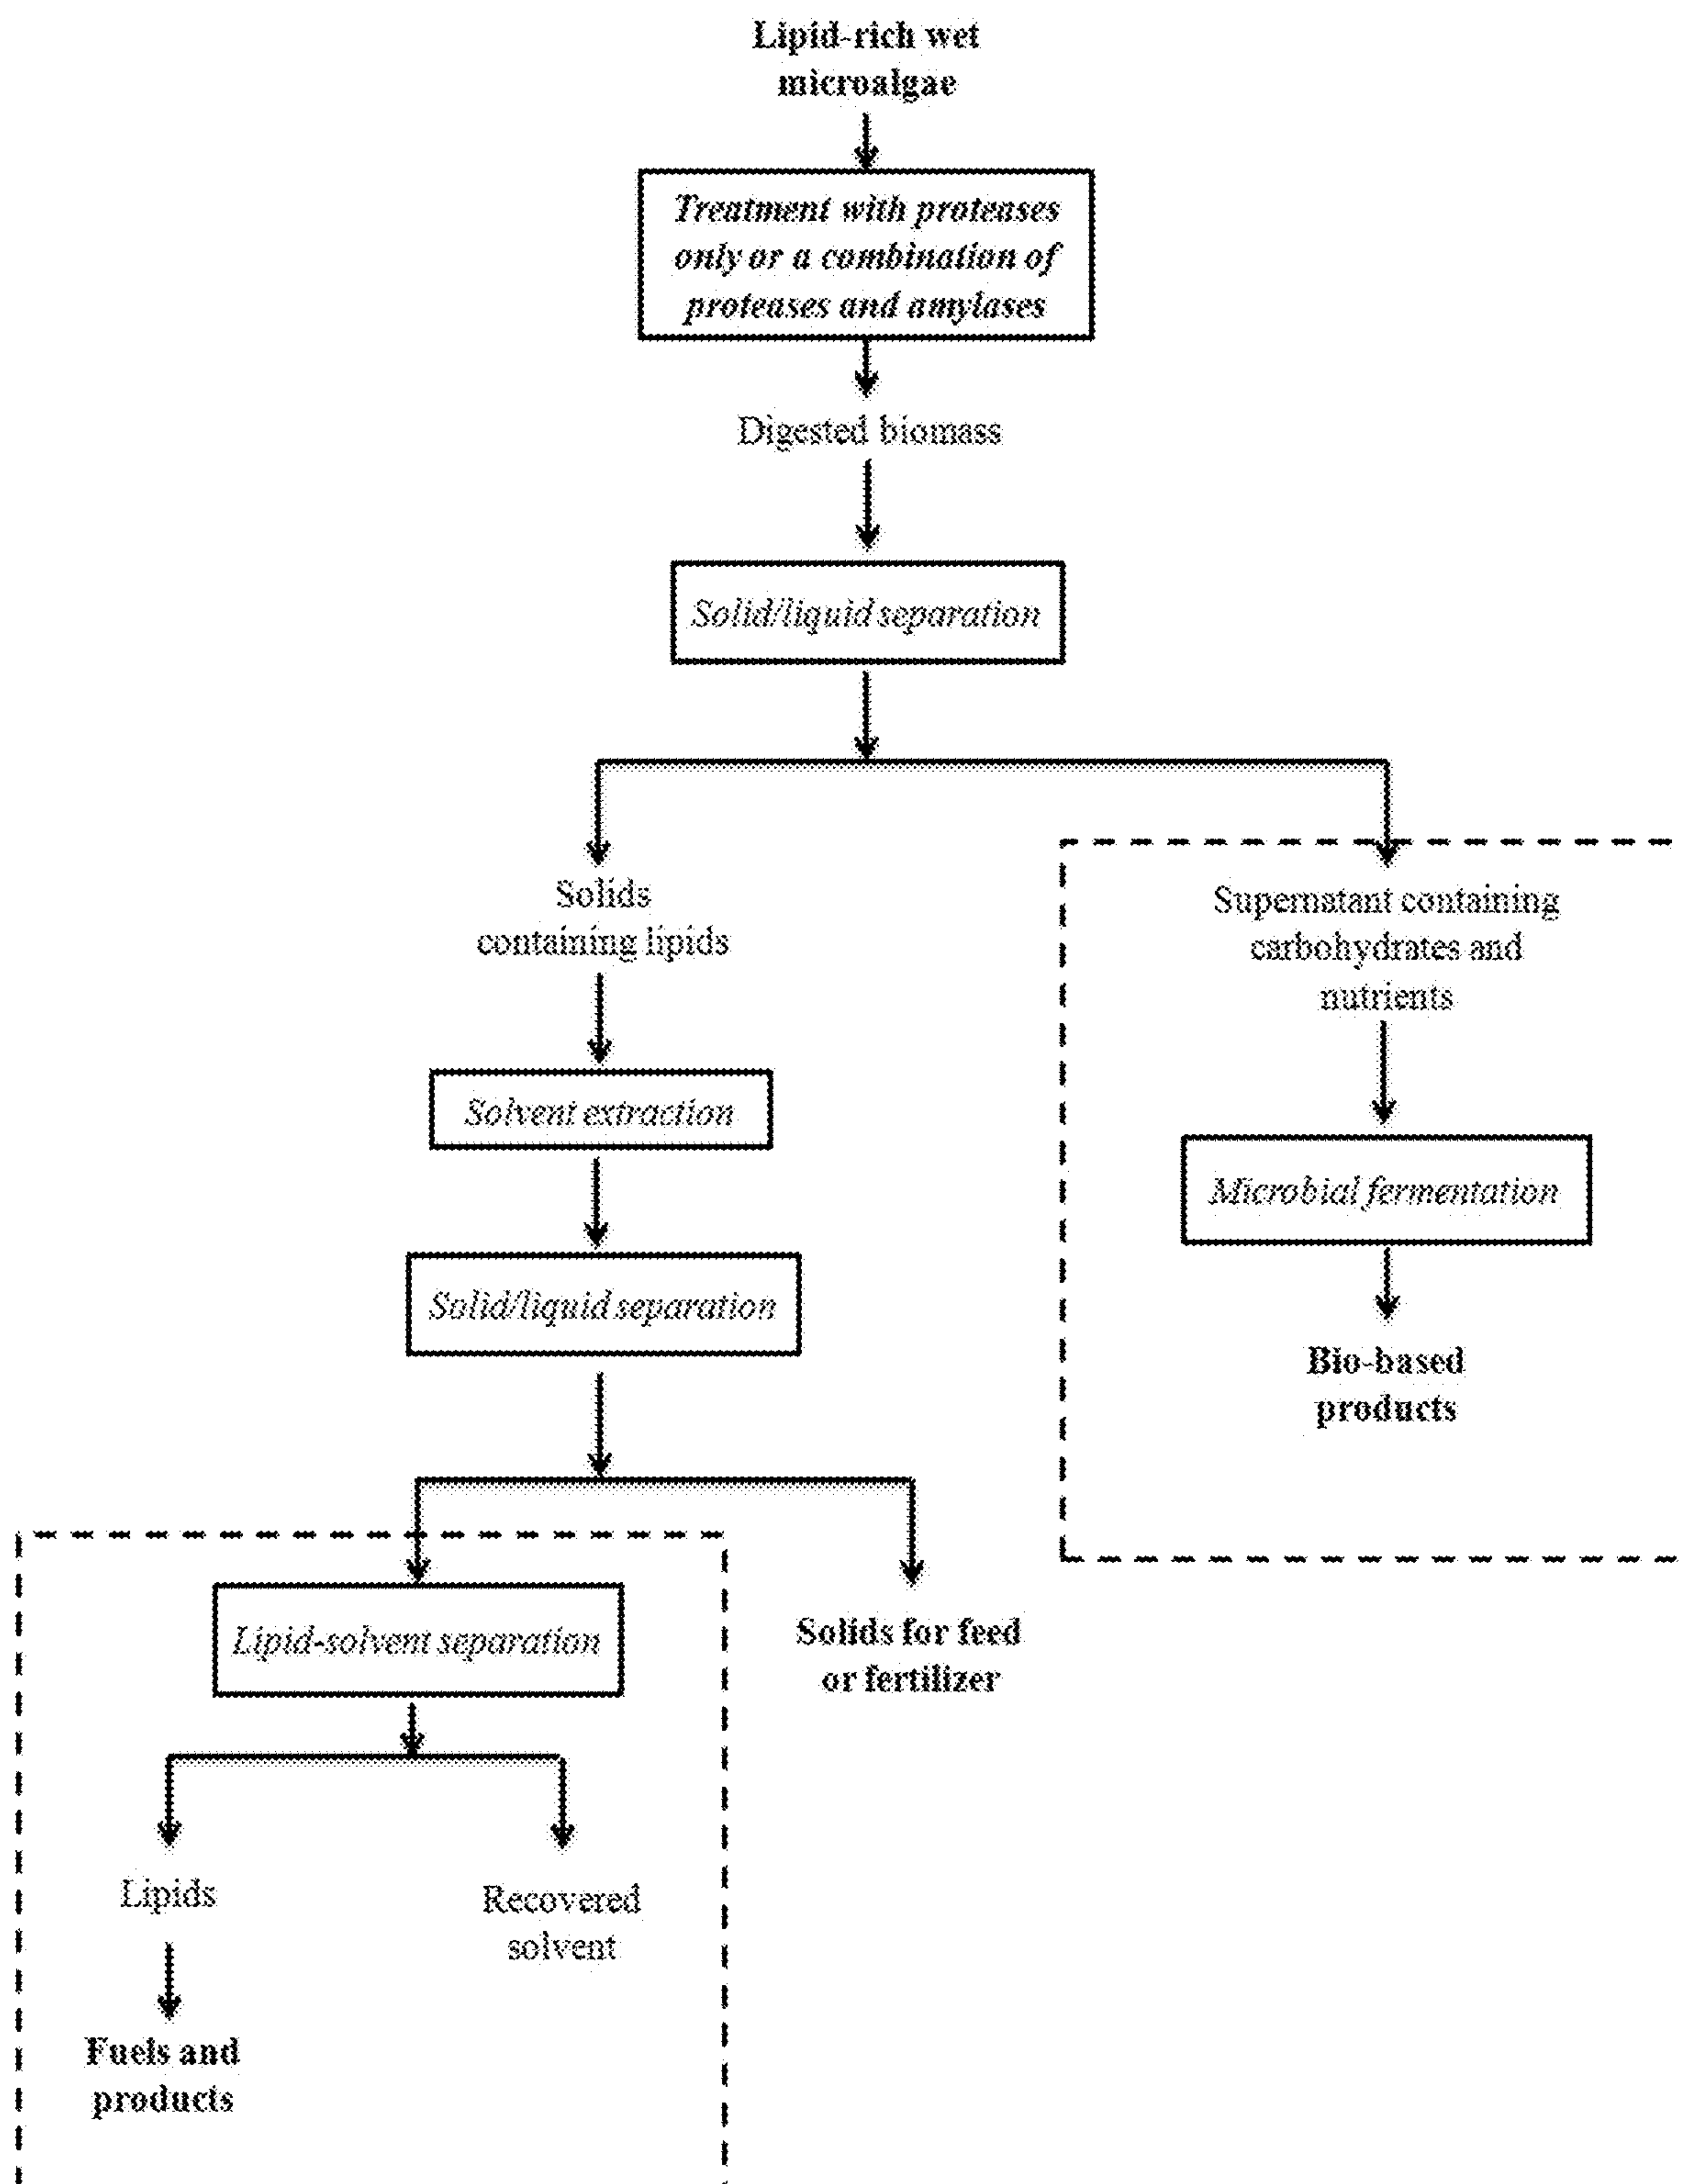 Lipid-rich wet
microalgae
Treatment with proteases
only or a combination of
proteases and amylases
Digested biomass
Solid/liquid separation
Solids
containing lipids
Supernatant containing
carbohydrates and
nutrients
Solvent extraction
Microbial fermentation
Solid/liquid separation
Bio-based
products
Lipid-solvent separation
Solids for feed
or fertilizer
Lipids
Recovered
solvent
Fuels and
products